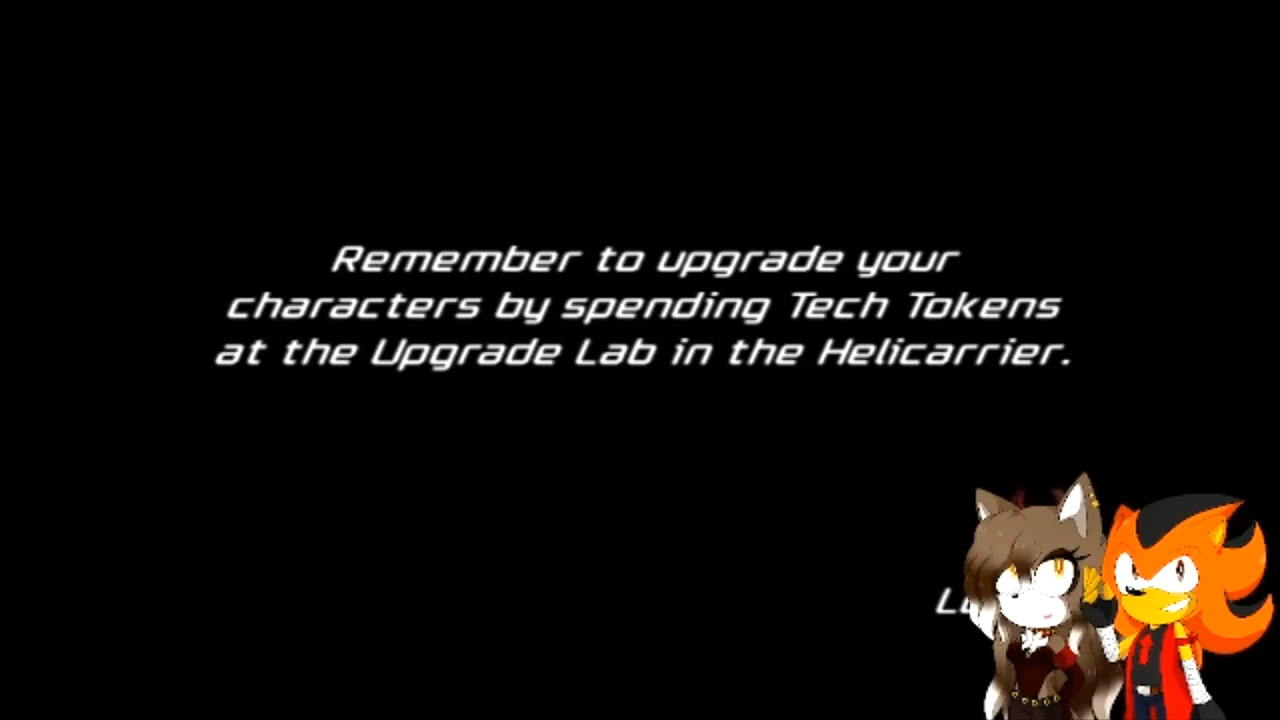 Remember to upgrade your
characters by spending Tech Tokens
at the Upgrade Lab in the Helicarrier.